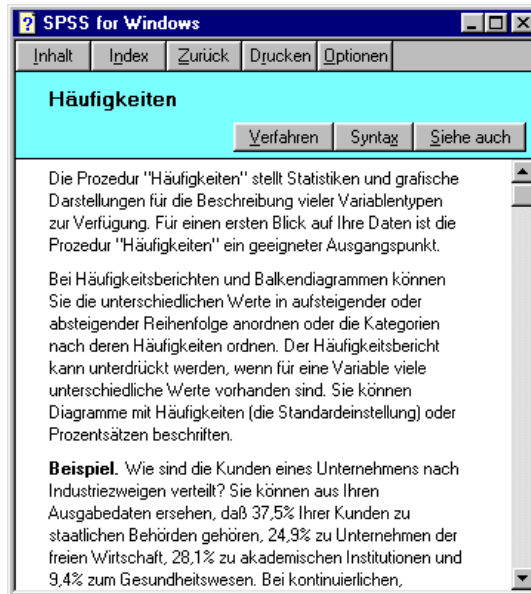 SPSS for Windows
Inhalt Index Zurück Drucken Optionen
Häufigkeiten
Verfahren Syntax Siehe auch
Die Prozedur "Häufigkeiten" stellt Statistiken und grafische
Darstellungen für die Beschreibung vieler Variablentypen
zur Verfügung. Für einen ersten Blick auf Ihre Daten ist die
Prozedur "Häufigkeiten" ein geeigneter Ausgangspunkt.
Bei Häufigkeitsberichten und Balkendiagrammen können
Sie die unterschiedlichen Werte in aufsteigender oder
absteigender Reihenfolge anordnen oder die Kategorien
nach deren Häufigkeiten ordnen. Der Häufigkeitsbericht
kann unterdrückt werden, wenn für eine Variable viele
unterschiedliche Werte vorhanden sind. Sie können
Diagramme mit Häufigkeiten (die Standardeinstellung) oder
Prozentsätzen beschriften.
Beispiel. Wie sind die Kunden eines Unternehmens nach
Industriezweigen verteilt? Sie können aus Ihren
Ausgabedaten ersehen, daß 37,5% Ihrer Kunden zu
staatlichen Behörden gehören, 24,9% zu Unternehmen der
freien Wirtschaft, 28,1% zu akademischen Institutionen und
9,4% zum Gesundheitswesen. Bei kontinuierlichen,